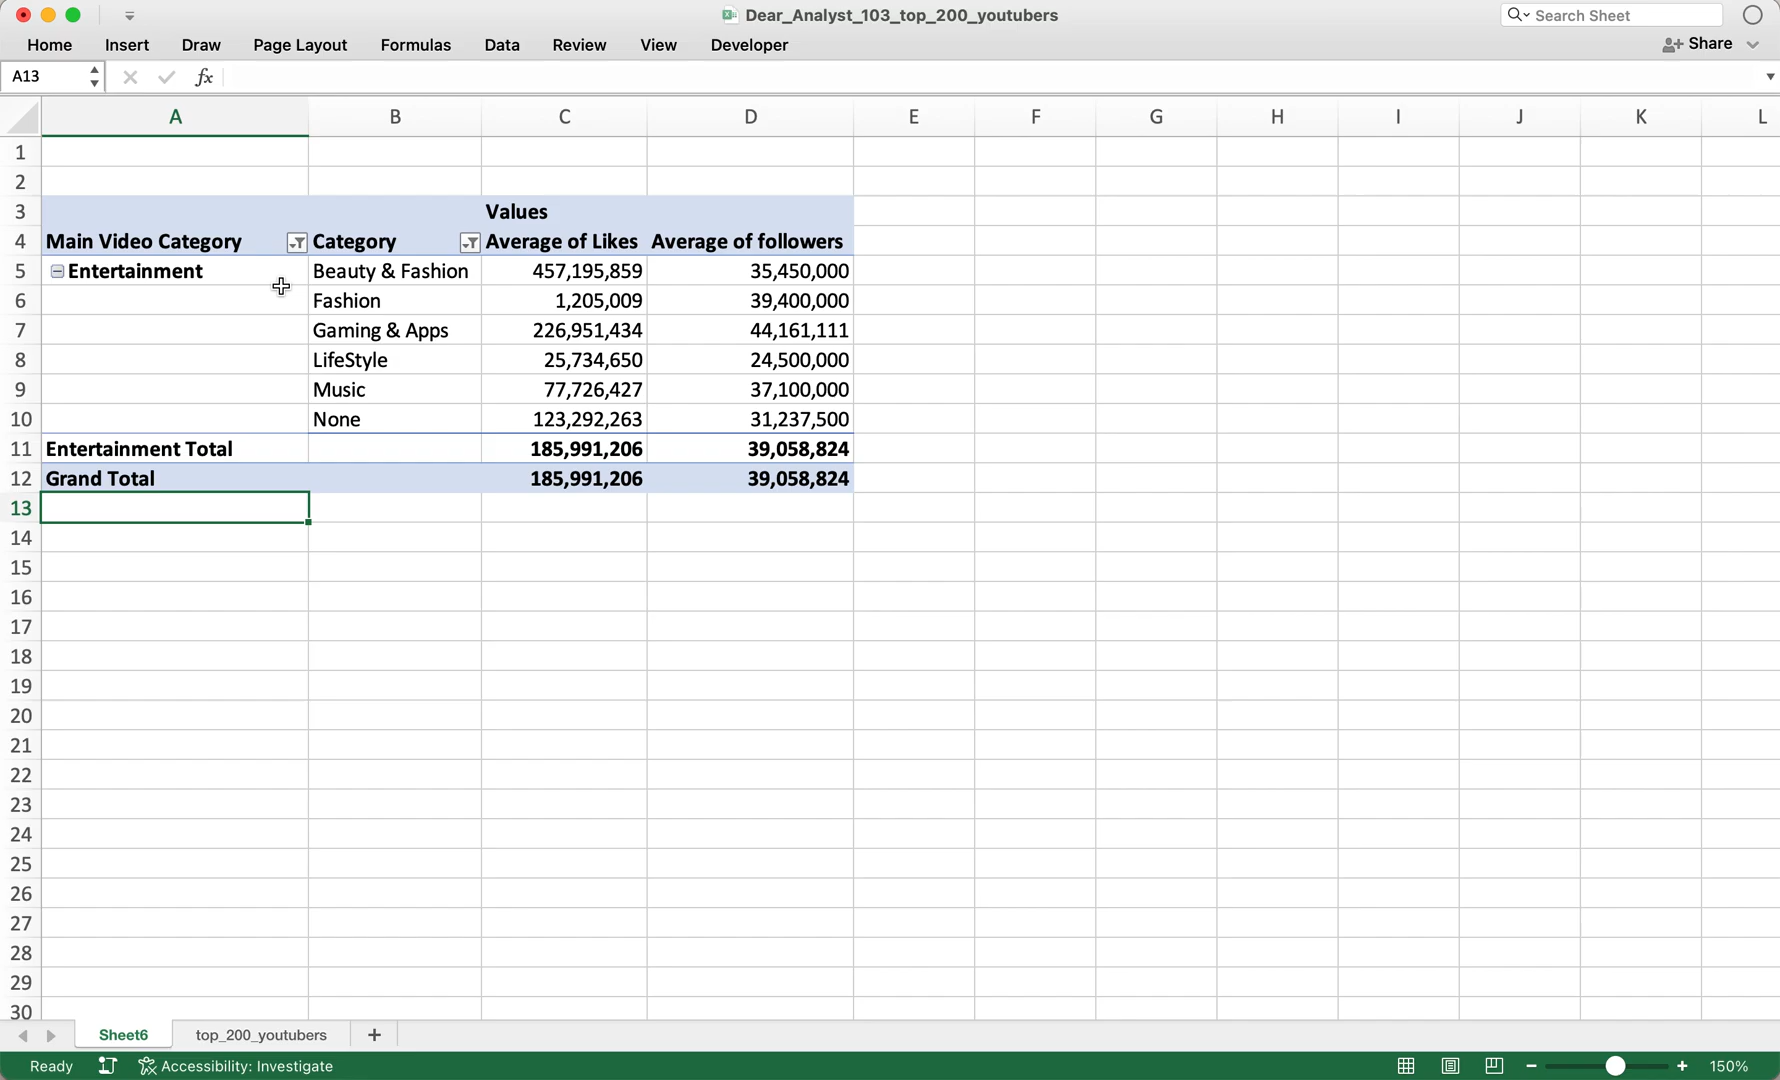 Dear_Analyst_103_top_200_youtubers
Search Sheet
Home Insert Draw Page Layout Formulas Data Review View Developer
Share
A13
fx
A B C D E F G H I J K L
1
2
3 Values
4 Main Video Category Category Average of Likes Average of followers
5 Entertainment Beauty & Fashion 457,195,859 35,450,000
6 Fashion 1,205,009 39,400,000
7 Gaming & Apps 226,951,434 44,161,111
8 LifeStyle 25,734,650 24,500,000
9 Music 77,726,427 37,100,000
10 None 123,292,263 31,237,500
11 Entertainment Total 185,991,206 39,058,824
12 Grand Total 185,991,206 39,058,824
13
14
15
16
17
18
19
20
21
22
23
24
25
26
27
28
29
30
Sheet6 top_200_youtubers
Ready Accessibility: Investigate 150%